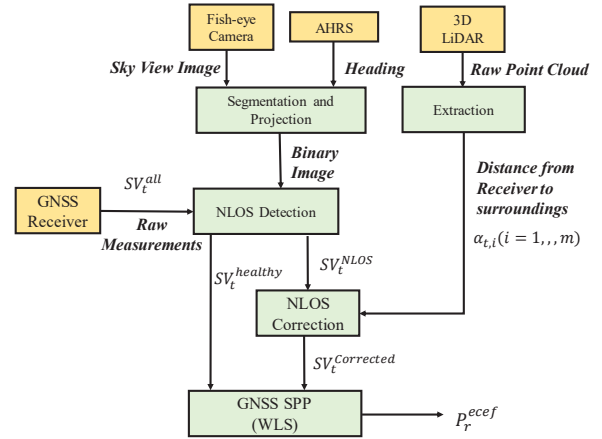 Fish-eye
Camera
AHRS
3D
LiDAR
Sky View Image
Heading
Raw Point Cloud
Segmentation and
Projection
Extraction
Binary
Image
Distance from
Receiver to
surroundings
α_{t,i}(i = 1,,,m)
SV_t^{all}
GNSS
Receiver
Raw
Measurements
NLOS Detection
SV_t^{healthy}
SV_t^{NLOS}
NLOS
Correction
SV_t^{Corrected}
GNSS SPP
(WLS)
P_r^{ecef}